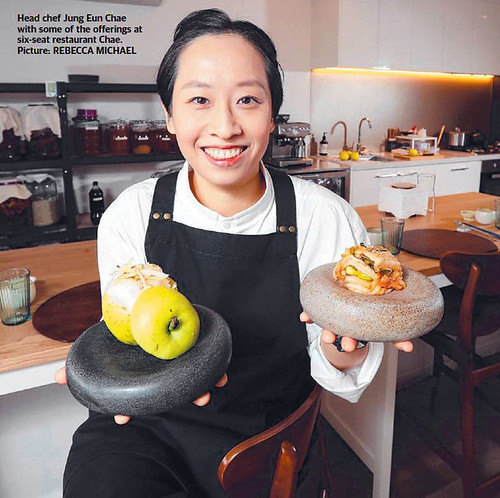 Head chef Jung Eun Chae
with some of the offerings at
six-seat restaurant Chae.
Picture: REBECCA MICHAEL